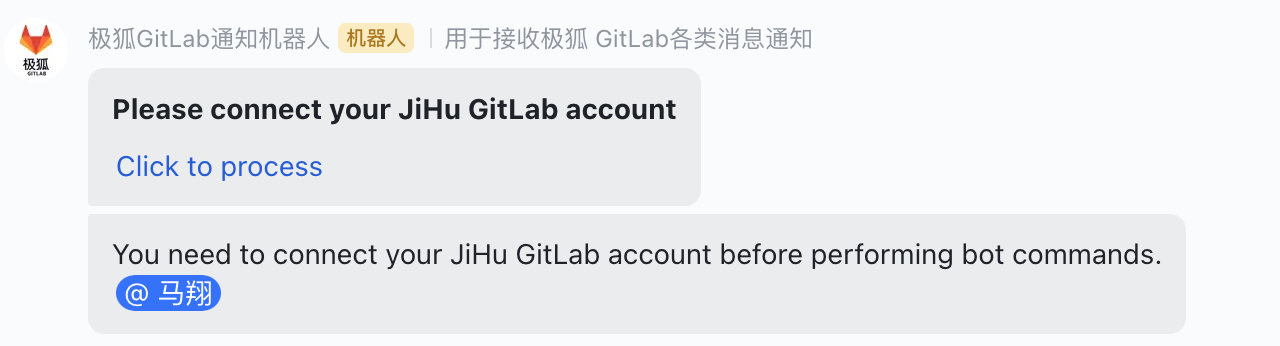 极狐GitLab通知机器人 机器人 | 用于接收极狐 GitLab各类消息通知
极狐
GITLAB
Please connect your JiHu GitLab account
Click to process
You need to connect your JiHu GitLab account before performing bot commands.
@ 马翔